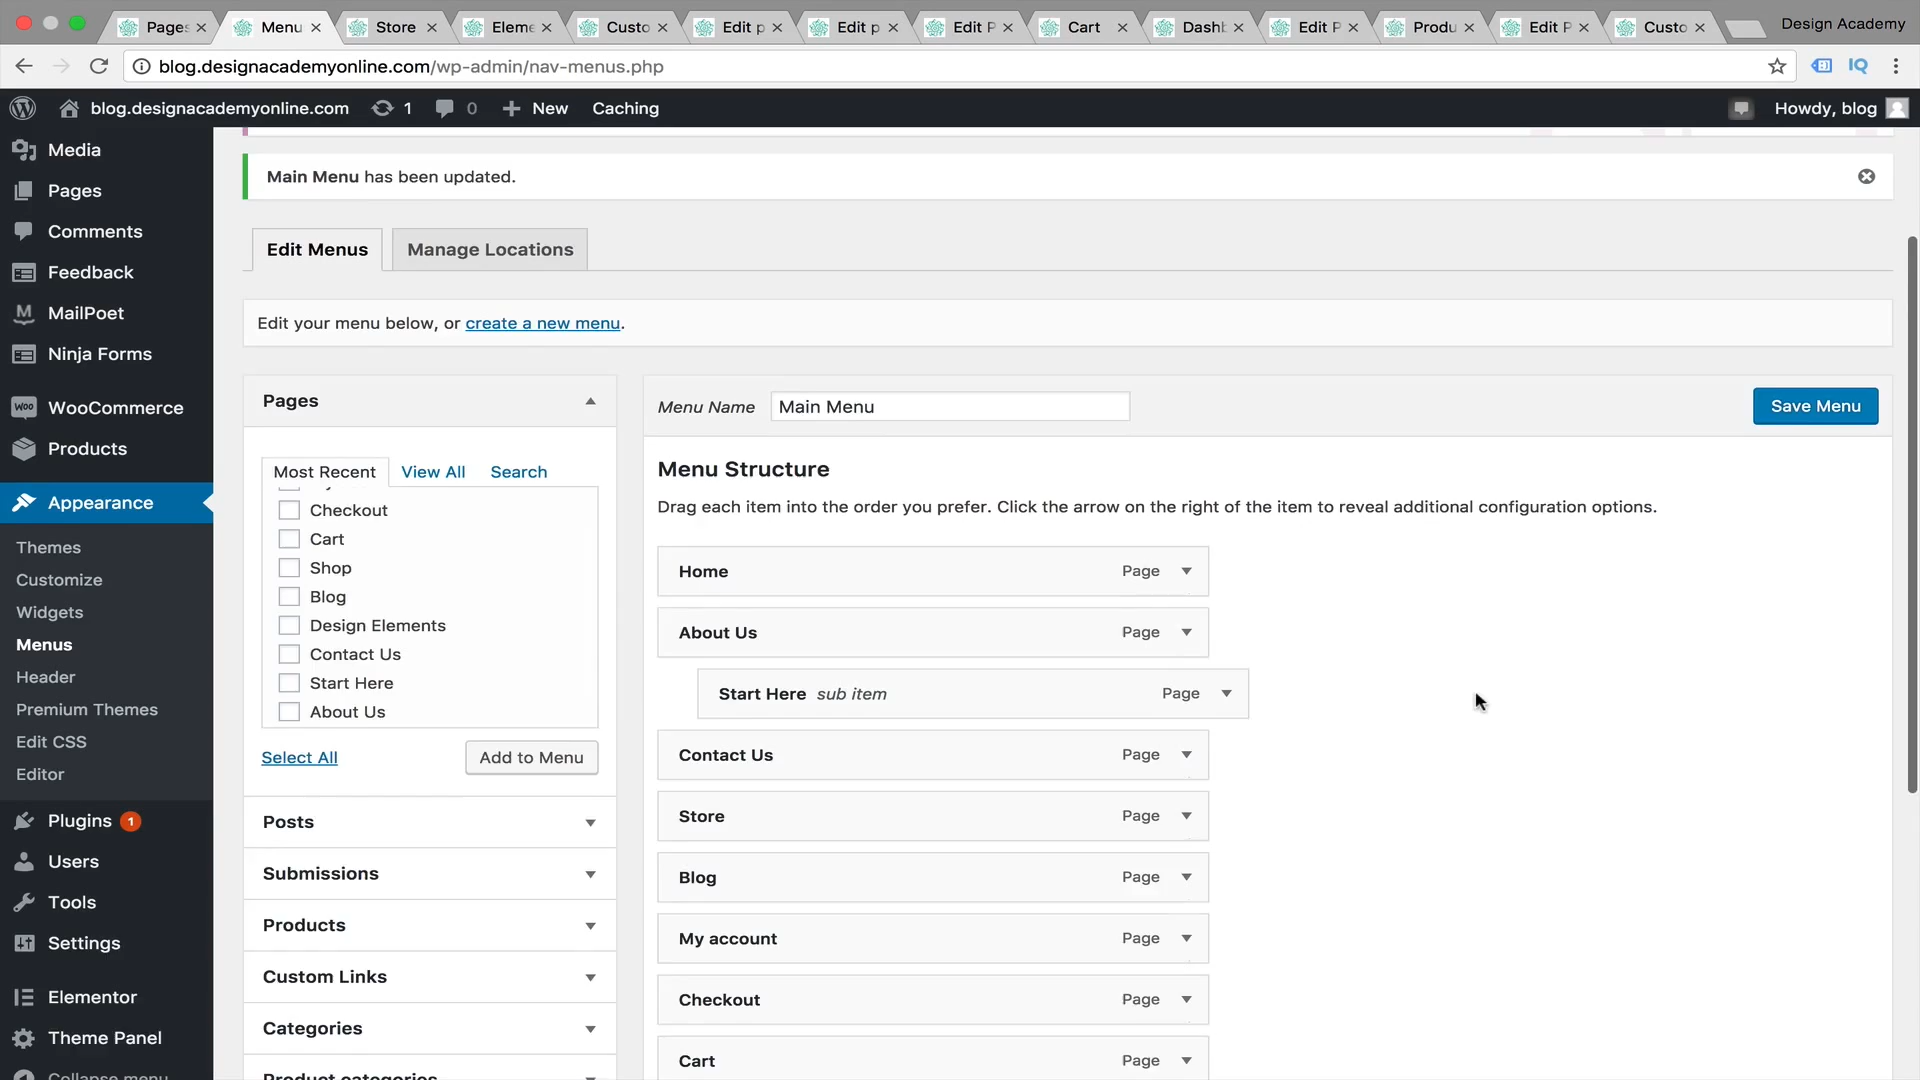 Pages
Menu
Store
Eleme
Custo
Edit p
Edit p
Edit P
Cart
Dashb
Edit P
Produ
Edit P
Custo
Design Academy
blog.designacademyonline.com/wp-admin/nav-menus.php
IQ
blog.designacademyonline.com 1 0 New Caching Howdy, blog
Media
Pages
Comments
Feedback
MailPoet
Ninja Forms
WooCommerce
Products
Appearance
Themes
Customize
Widgets
Menus
Header
Premium Themes
Edit CSS
Editor
Plugins 1
Users
Tools
Settings
Elementor
Theme Panel
Collapse menu
Main Menu has been updated.
Edit Menus Manage Locations
Edit your menu below, or create a new menu.
Pages
Most Recent View All Search
Checkout
Cart
Shop
Blog
Design Elements
Contact Us
Start Here
About Us
Select All Add to Menu
Posts
Submissions
Products
Custom Links
Categories
Product categories
Menu Name Main Menu Save Menu
Menu Structure
Drag each item into the order you prefer. Click the arrow on the right of the item to reveal additional configuration options.
Home Page
About Us Page
Start Here sub item Page
Contact Us Page
Store Page
Blog Page
My account Page
Checkout Page
Cart Page